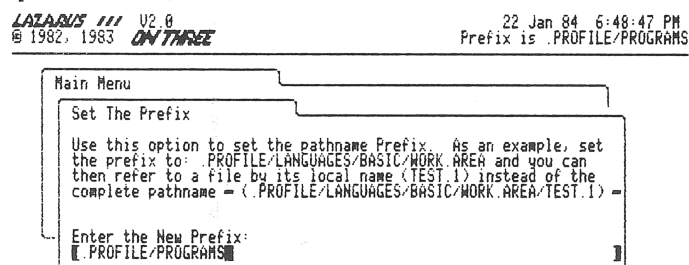 LAZARUS /// V2.0 22 Jan 84 6:48:47 PM
© 1982, 1983 ON THREE Prefix is .PROFILE/PROGRAMS
Main Menu
Set The Prefix
Use this option to set the pathname Prefix. As an example, set
the prefix to: .PROFILE/LANGUAGES/BASIC/WORK.AREA and you can
then refer to a file by its local name (TEST.1) instead of the
complete pathname - (.PROFILE/LANGUAGES/BASIC/WORK.AREA/TEST.1) -
Enter the New Prefix:
[.PROFILE/PROGRAMS ]